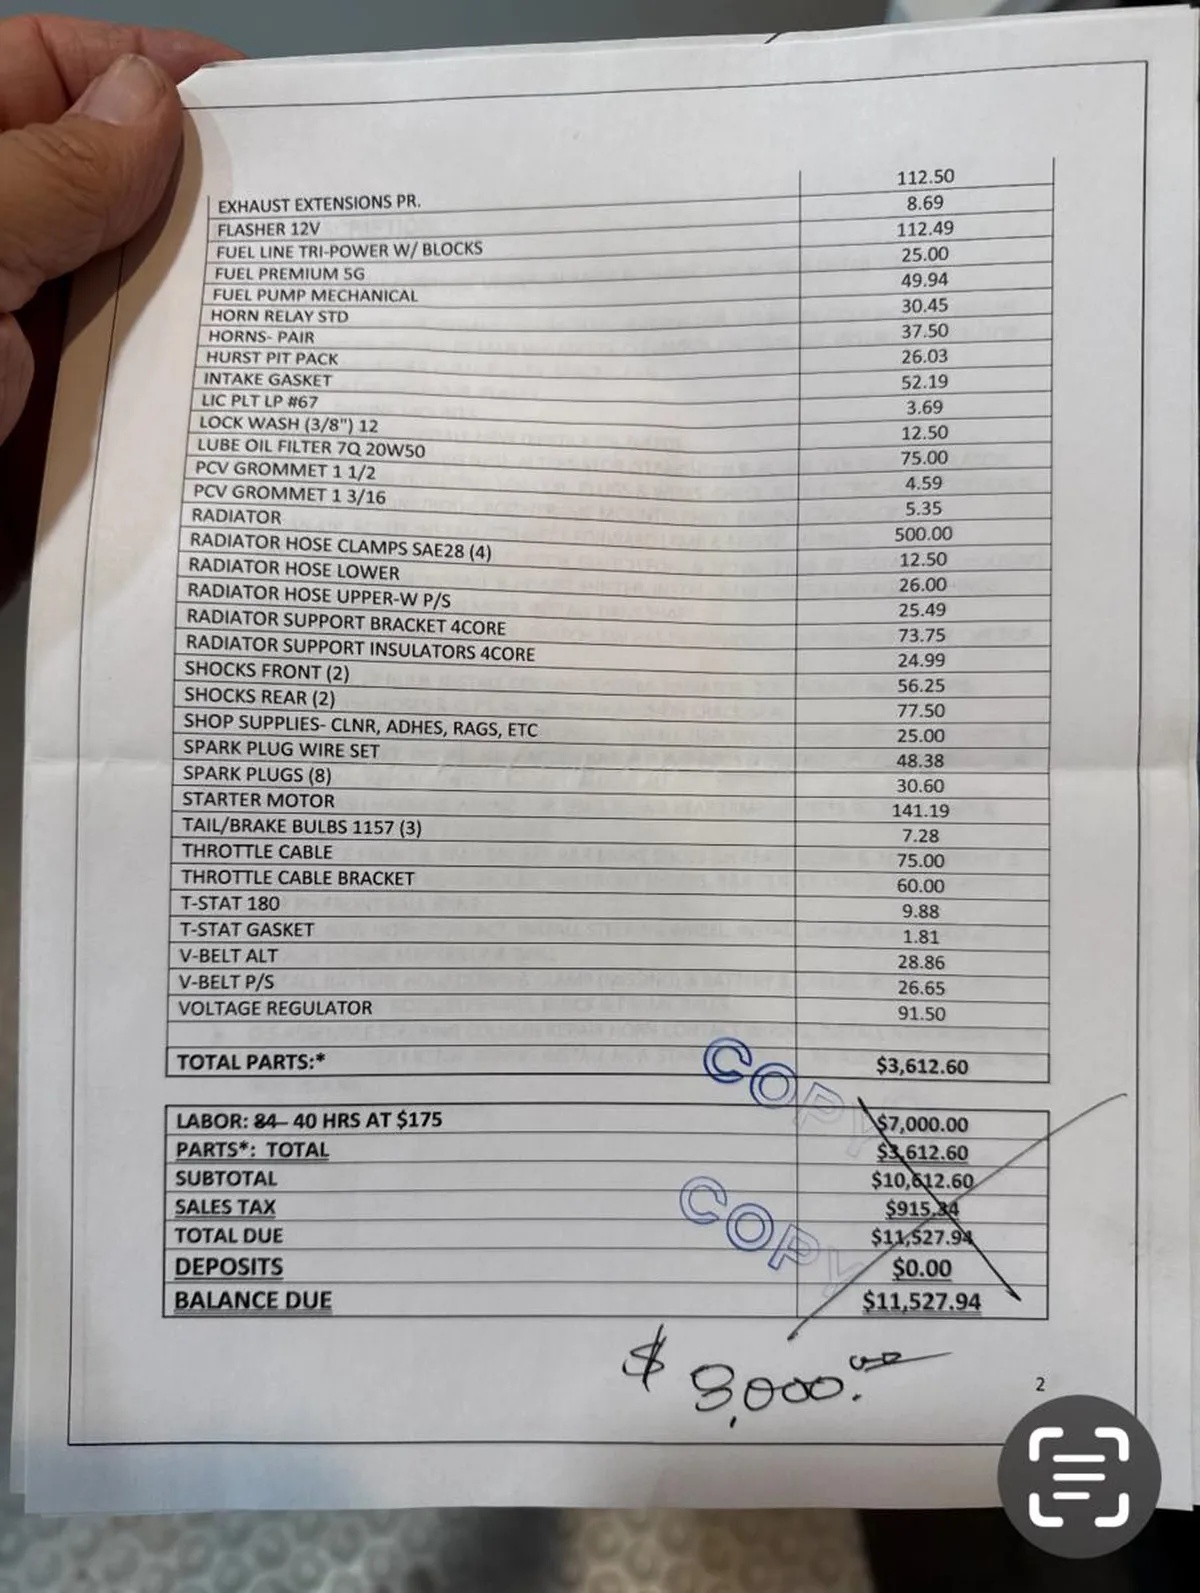 EXHAUST EXTENSIONS PR. 112.50
FLASHER 12V 8.69
FUEL LINE TRI-POWER W/ BLOCKS 112.49
FUEL PREMIUM 5G 25.00
FUEL PUMP MECHANICAL 49.94
HORN RELAY STD 30.45
HORNS- PAIR 37.50
HURST PIT PACK 26.03
INTAKE GASKET 52.19
LIC PLT LP #67 3.69
LOCK WASH (3/8") 12 12.50
LUBE OIL FILTER 7Q 20W50 75.00
PCV GROMMET 1 1/2 4.59
PCV GROMMET 1 3/16 5.35
RADIATOR 500.00
RADIATOR HOSE CLAMPS SAE28 (4) 12.50
RADIATOR HOSE LOWER 26.00
RADIATOR HOSE UPPER-W P/S 25.49
RADIATOR SUPPORT BRACKET 4CORE 73.75
RADIATOR SUPPORT INSULATORS 4CORE 24.99
SHOCKS FRONT (2) 56.25
SHOCKS REAR (2) 77.50
SHOP SUPPLIES- CLNR, ADHES, RAGS, ETC 25.00
SPARK PLUG WIRE SET 48.38
SPARK PLUGS (8) 30.60
STARTER MOTOR 141.19
TAIL/BRAKE BULBS 1157 (3) 7.28
THROTTLE CABLE 75.00
THROTTLE CABLE BRACKET 60.00
T-STAT 180 9.88
T-STAT GASKET 1.81
V-BELT ALT 28.86
V-BELT P/S 26.65
VOLTAGE REGULATOR 91.50
TOTAL PARTS:* $3,612.60
COPY
LABOR: 84- 40 HRS AT $175 $7,000.00
PARTS*: TOTAL $3,612.60
SUBTOTAL $10,612.60
SALES TAX $915.34
TOTAL DUE $11,527.94
COPY
DEPOSITS $0.00
BALANCE DUE $11,527.94
$ 8,000.00
2